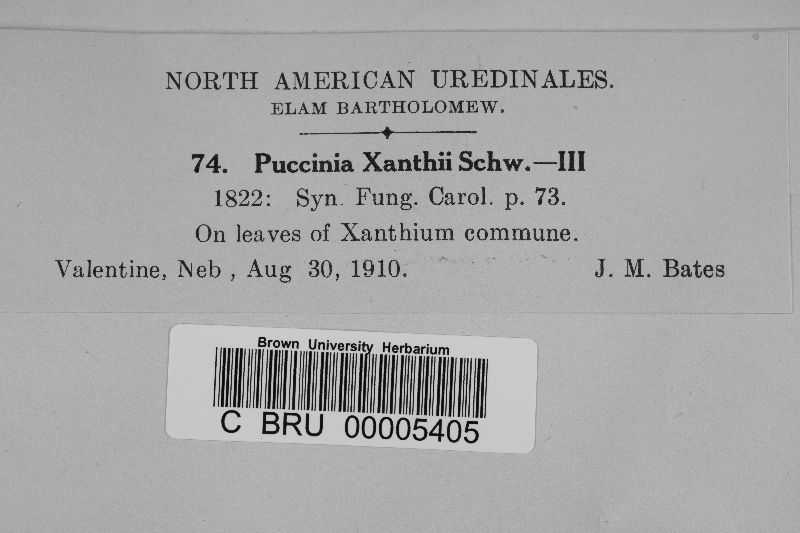 NORTH AMERICAN UREDINALES.
ELAM BARTHOLOMEW.
74. Puccinia Xanthii Schw.—III
1822: Syn. Fung. Carol. p. 73.
On leaves of Xanthium commune.
Valentine, Neb , Aug 30, 1910. J. M. Bates
Brown University Herbarium
C BRU 00005405